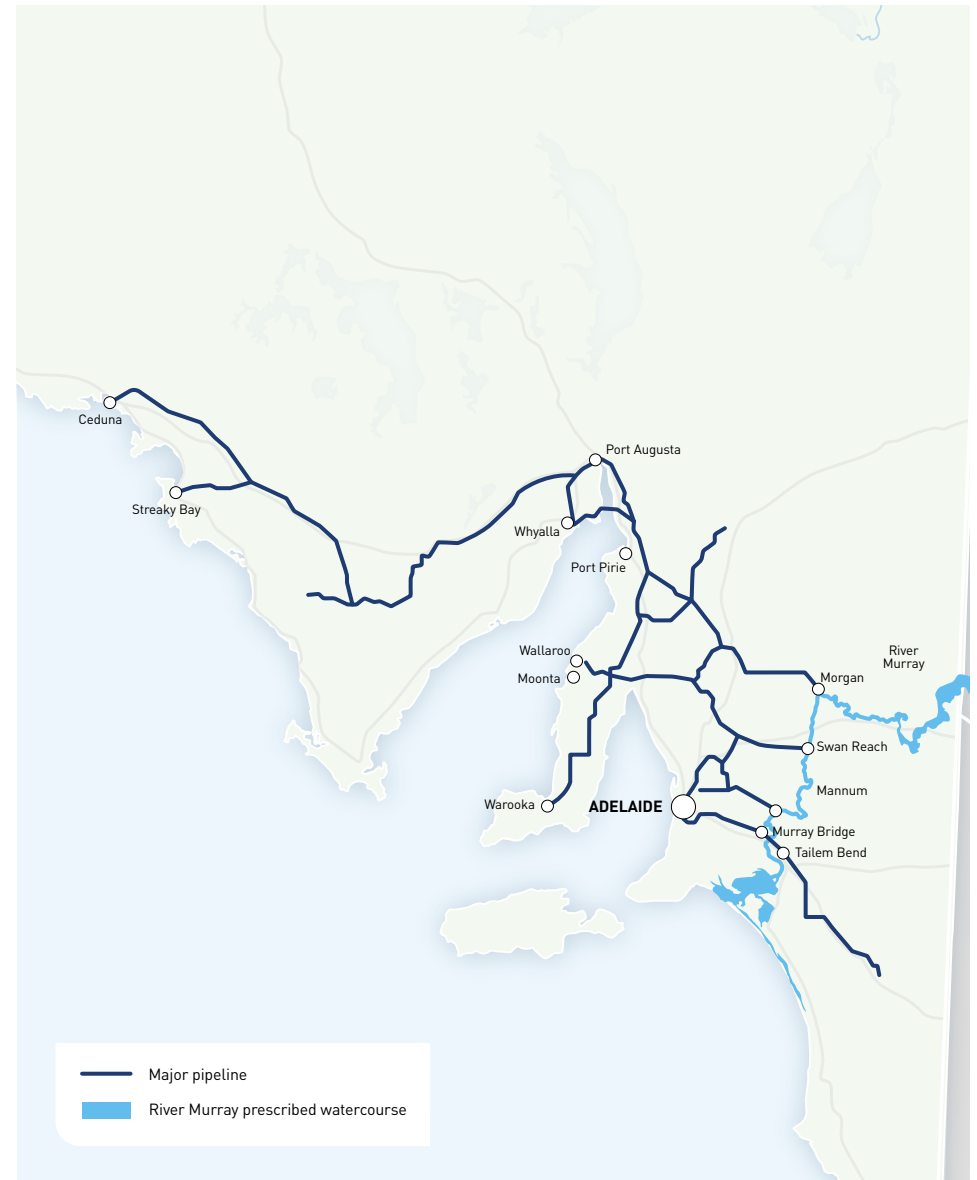 Ceduna
Streaky Bay
Port Augusta
Whyalla
Port Pirie
Wallaroo
Moonta
River
Murray
Morgan
Swan Reach
Mannum
Warooka
ADELAIDE
Murray Bridge
Tailem Bend
Major pipeline
River Murray prescribed watercourse